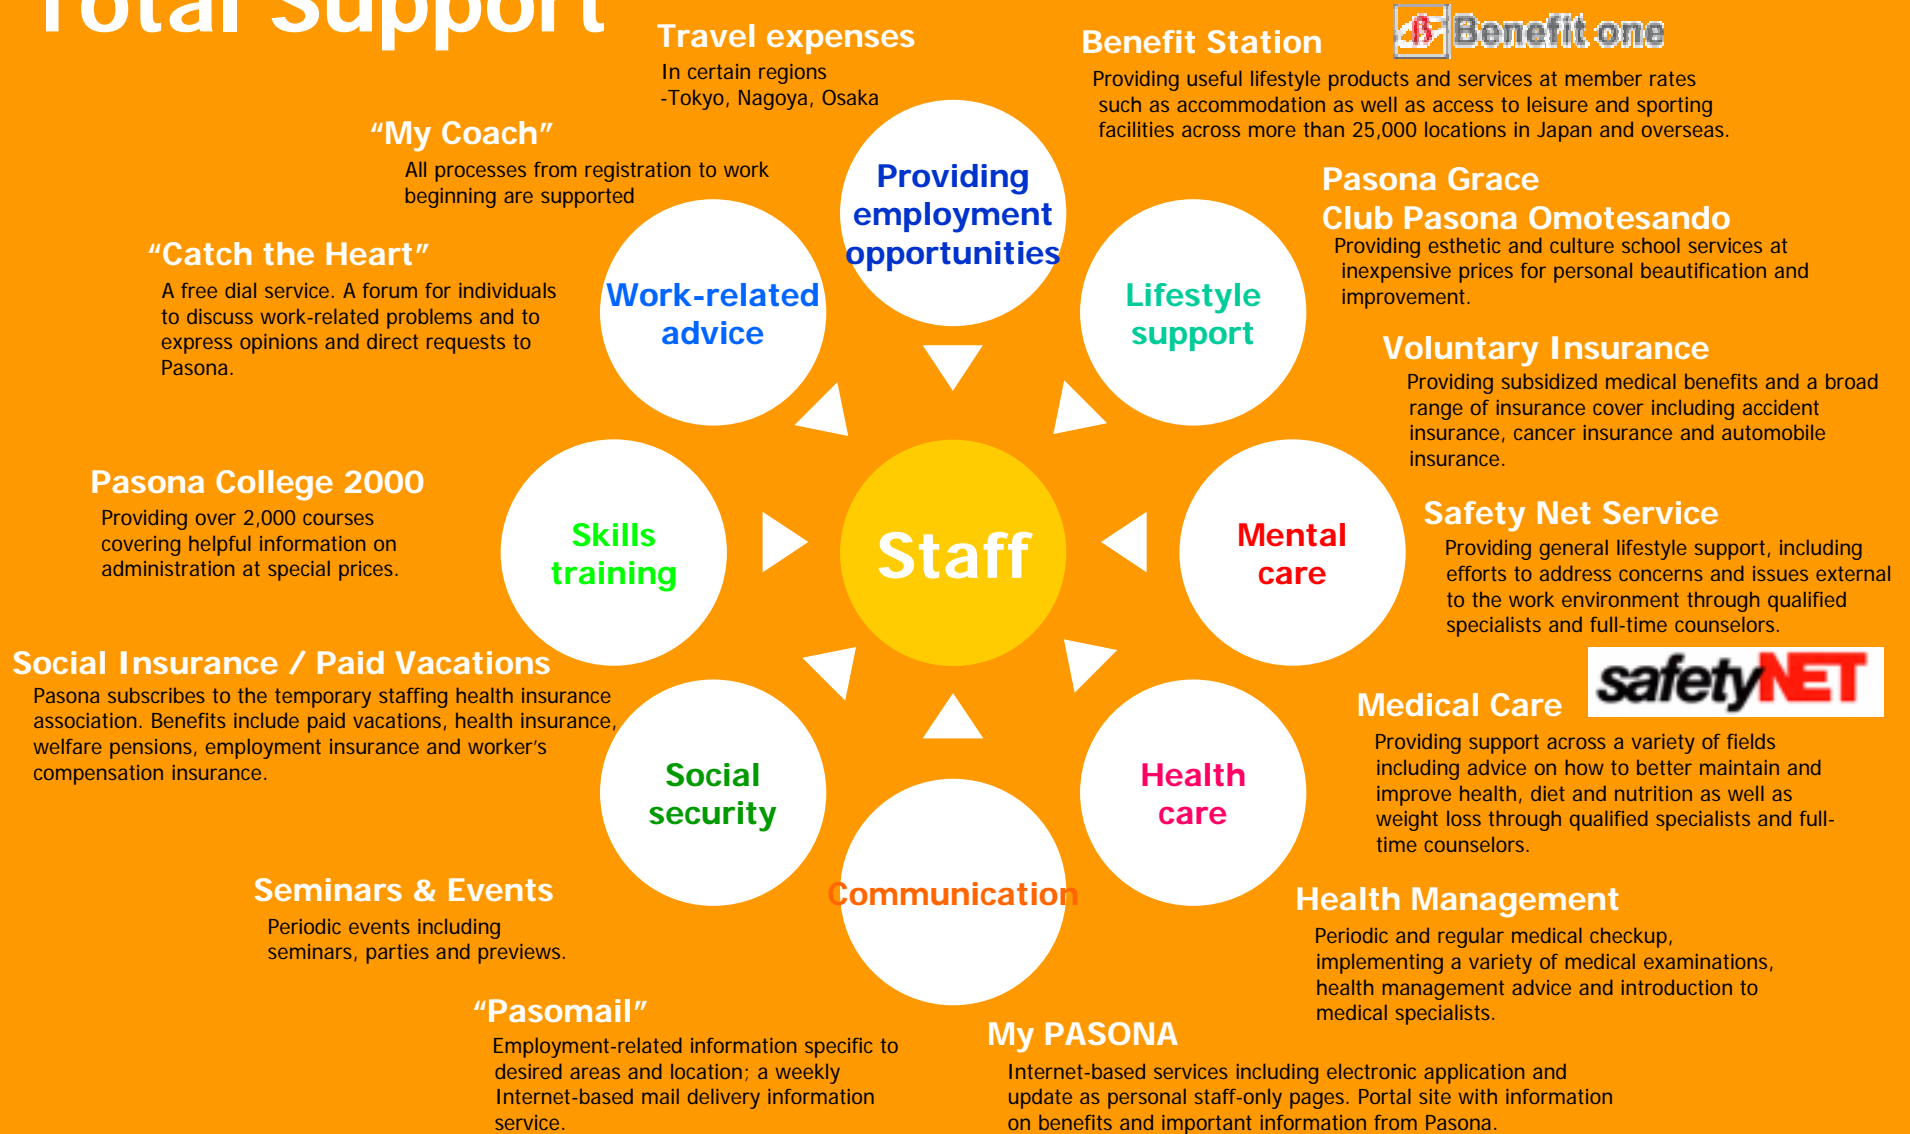 Total Support
Travel expenses
In certain regions
-Tokyo, Nagoya, Osaka
Benefit Station
Benefit one
Providing useful lifestyle products and services at member rates
such as accommodation as well as access to leisure and sporting
facilities across more than 25,000 locations in Japan and overseas.
“My Coach”
All processes from registration to work
beginning are supported
Providing
employment
opportunities
Pasona Grace
Club Pasona Omotesando
Providing esthetic and culture school services at
inexpensive prices for personal beautification and
improvement.
“Catch the Heart”
A free dial service. A forum for individuals
to discuss work-related problems and to
express opinions and direct requests to
Pasona.
Work-related
advice
Lifestyle
support
Voluntary Insurance
Providing subsidized medical benefits and a broad
range of insurance cover including accident
insurance, cancer insurance and automobile
insurance.
Pasona College 2000
Providing over 2,000 courses
covering helpful information on
administration at special prices.
Skills
training
Staff
Mental
care
Safety Net Service
Providing general lifestyle support, including
efforts to address concerns and issues external
to the work environment through qualified
specialists and full-time counselors.
safetyNET
Social Insurance / Paid Vacations
Pasona subscribes to the temporary staffing health insurance
association. Benefits include paid vacations, health insurance,
welfare pensions, employment insurance and worker’s
compensation insurance.
Social
security
Health
care
Medical Care
Providing support across a variety of fields
including advice on how to better maintain and
improve health, diet and nutrition as well as
weight loss through qualified specialists and full-
time counselors.
Seminars & Events
Periodic events including
seminars, parties and previews.
Communication
Health Management
Periodic and regular medical checkup,
implementing a variety of medical examinations,
health management advice and introduction to
medical specialists.
“Pasomail”
Employment-related information specific to
desired areas and location; a weekly
Internet-based mail delivery information
service.
My PASONA
Internet-based services including electronic application and
update as personal staff-only pages. Portal site with information
on benefits and important information from Pasona.